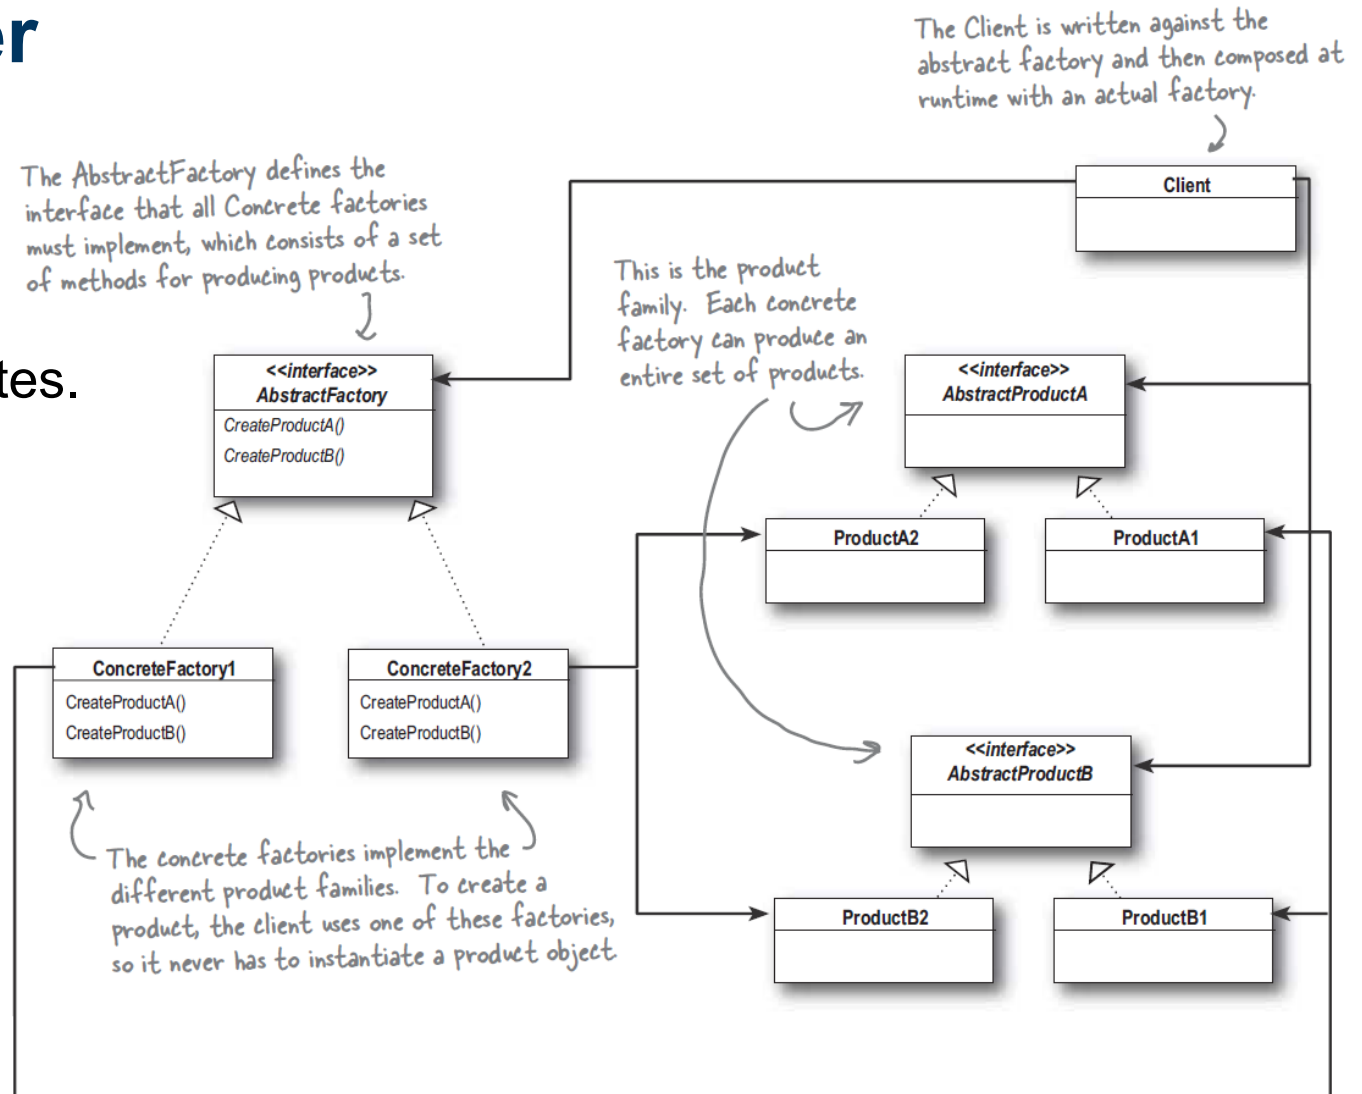 er
The Client is written against the
abstract factory and then composed at
runtime with an actual factory.
The AbstractFactory defines the
interface that all Concrete factories
must implement, which consists of a set
of methods for producing products.
Client
This is the product
family. Each concrete
factory can produce an
entire set of products.
tes.
<<interface>>
AbstractFactory
CreateProductA()
CreateProductB()
<<interface>>
AbstractProductA
ProductA2
ProductA1
ConcreteFactory1
CreateProductA()
CreateProductB()
ConcreteFactory2
CreateProductA()
CreateProductB()
<<interface>>
AbstractProductB
The concrete factories implement the
different product families. To create a
product, the client uses one of these factories,
so it never has to instantiate a product object
ProductB2
ProductB1